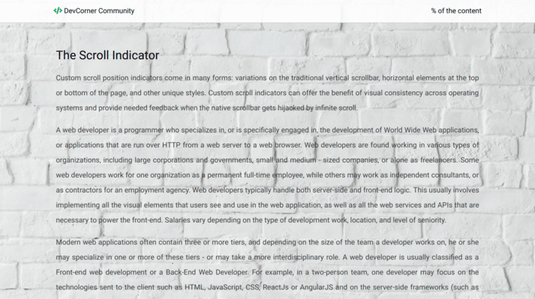 </> DevCorner Community
% of the content
The Scroll Indicator
Custom scroll position indicators come in many forms: variations on the traditional vertical scrollbar, horizontal elements at the top
or bottom of the page, and other unique styles. Custom scroll indicators can offer the benefit of visual consistency across operating
systems and provide needed feedback when the native scrollbar gets hijacked by infinite scroll.
A web developer is a programmer who specializes in, or is specifically engaged in, the development of World Wide Web applications,
or applications that are run over HTTP from a web server to a web browser. Web developers are found working in various types of
organizations, including large corporations and governments, small and medium - sized companies, or alone as freelancers. Some
web developers work for one organization as a permanent full-time employee, while others may work as independent consultants, or
as contractors for an employment agency. Web developers typically handle both server-side and front-end logic. This usually involves
implementing all the visual elements that users see and use in the web application, as well as all the web services and APIs that are
necessary to power the front-end. Salaries vary depending on the type of development work, location, and level of seniority.
Modern web applications often contain three or more tiers, and depending on the size of the team a developer works on, he or she
may specialize in one or more of these tiers - or may take a more interdisciplinary role. A web developer is usually classified as a
Front-end web development or a Back-End Web Developer. For example, in a two-person team, one developer may focus on the
technologies sent to the client such as HTML, JavaScript, CSS, ReactJs or AngularJS and on the server-side frameworks (such as